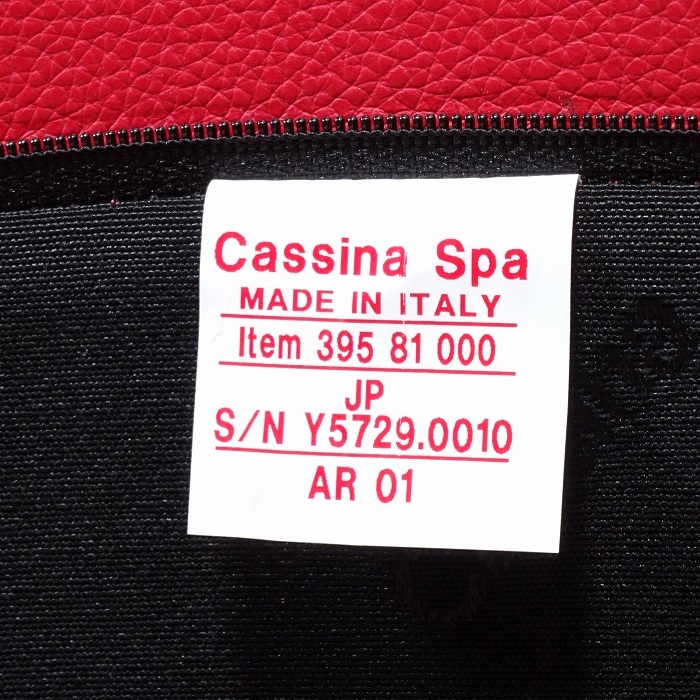 Cassina Spa
MADE IN ITALY
Item 395 81 000
JP
S/N Y5729.0010
AR 01